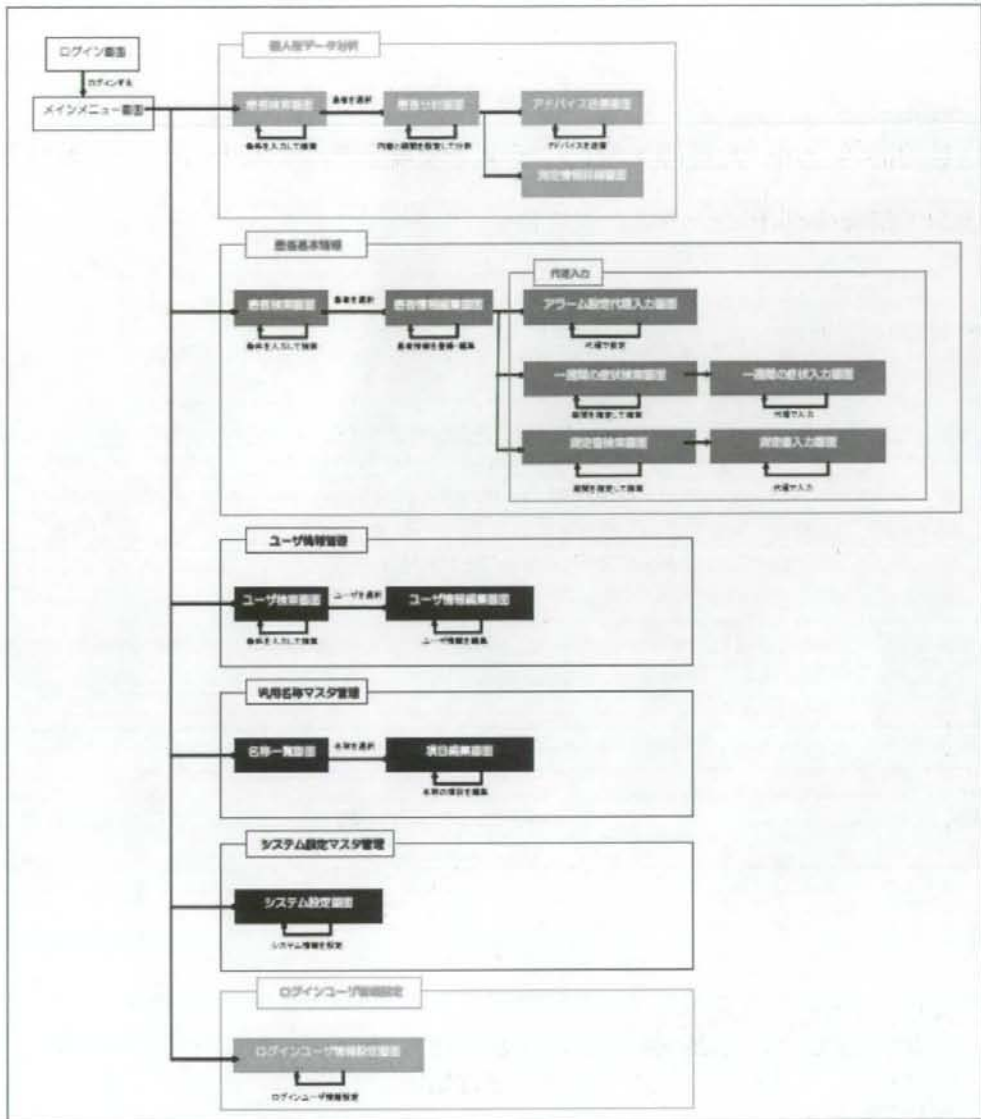 ログイン画面
ログインする
メインメニュー画面
個人別データ分析
患者検索画面
患者を選択
患者分析画面
アドバイス送信画面
条件を入力して検索
内容と期間を設定して分析
アドバイスを送信
測定情報詳細画面
患者基本情報
代理入力
患者検索画面
患者を選択
患者情報編集画面
アラーム設定代理入力画面
条件を入力して検索
患者情報を登録・編集
代理で設定
一週間の症状検索画面
一週間の症状入力画面
期間を指定して検索
代理で入力
測定値検索画面
測定値入力画面
期間を指定して検索
代理で入力
ユーザ情報管理
ユーザ検索画面
ユーザを選択
ユーザ情報編集画面
条件を入力して検索
ユーザ情報を編集
汎用名称マスタ管理
名称一覧画面
名称を選択
項目編集画面
名称の項目を編集
システム設定マスタ管理
システム設定画面
システム情報を設定
ログインユーザ情報設定
ログインユーザ情報設定画面
ログインユーザ情報設定